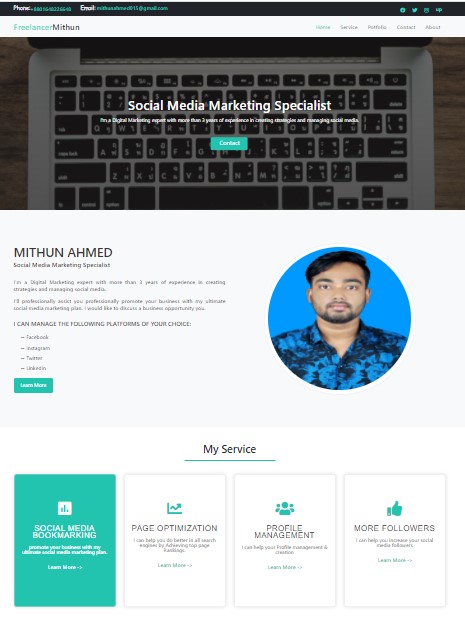 Phone:+8801648226648 Email: mithunahmed815@gmail.com
FreelancerMithun
Home Service Potfolio Contact About
Social Media Marketing Specialist
I'm a Digital Marketing expert with more than 3 years of experience in creating strategies and managing social media.
Contact
MITHUN AHMED
Social Media Marketing Specialist
I'm a Digital Marketing expert with more than 3 years of experience in creating
strategies and managing social media.
I'll professionally assist you professionally promote your business with my ultimate
social media marketing plan. I would like to discuss a business opportunity you.
I CAN MANAGE THE FOLLOWING PLATFORMS OF YOUR CHOICE:
— Facebook
— Instagram
— Twitter
— Linkedin
Learn More
My Service
SOCIAL MEDIA
BOOKMARKING
promote your business with my
ultimate social media marketing plan.
Learn More ->
PAGE OPTIMIZATION
I can help you do better in all search
engines by Achieving top page
Rankings.
Learn More ->
PROFILE
MANAGEMENT
I can help your Profile management &
creation
Learn More ->
MORE FOLLOWERS
I can help you increase your social
media followers
Learn More ->